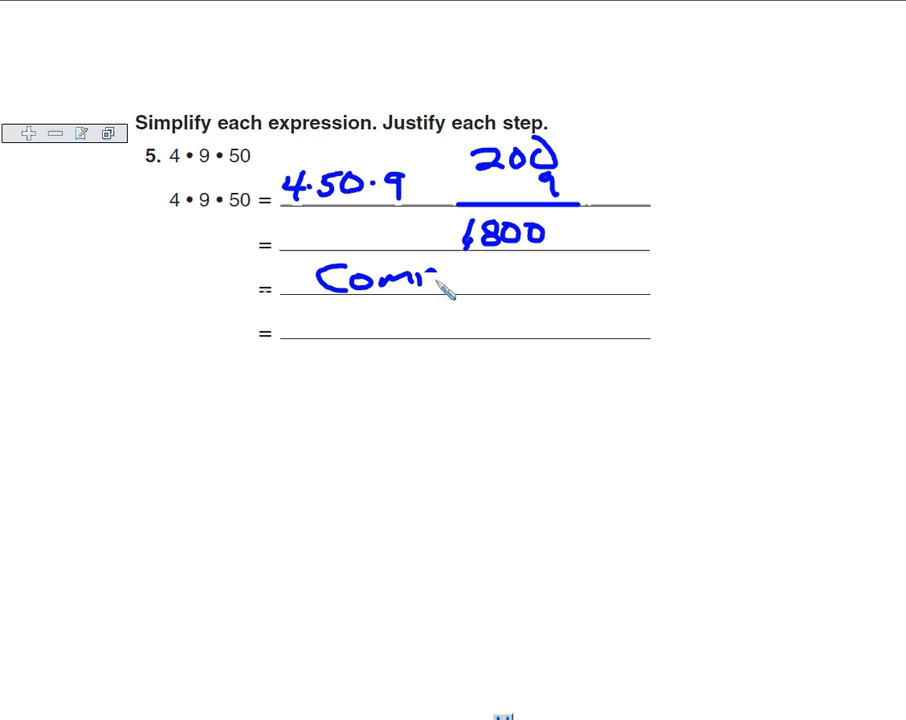 Simplify each expression. Justify each step.
5. 4 • 9 • 50
200
9
4 • 9 • 50 = 4·50·9
= 1800
= Comm
=